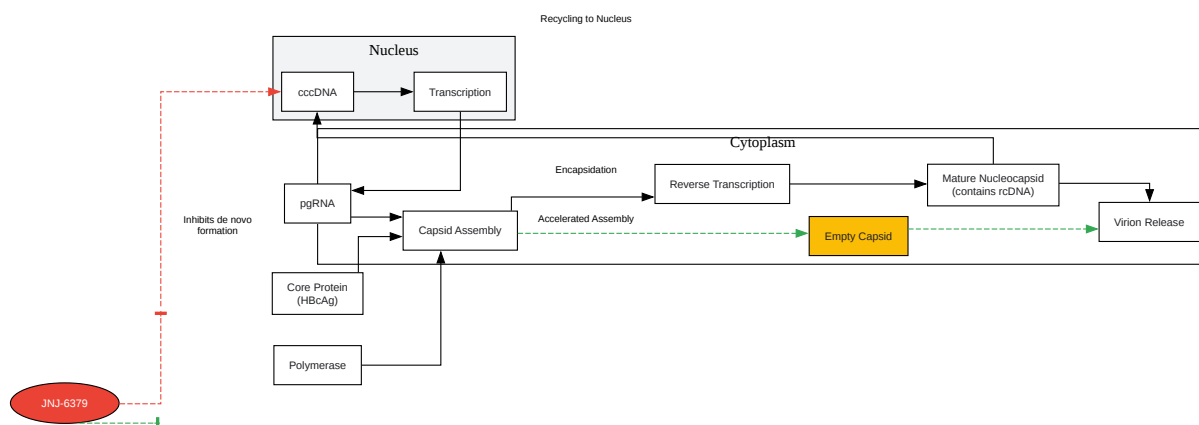 Recycling to Nucleus
Nucleus
cccDNA
Transcription
Cytoplasm
Encapsidation
Reverse Transcription
Mature Nucleocapsid
(contains rcDNA)
pgRNA
Inhibits de novo
formation
Capsid Assembly
Accelerated Assembly
Empty Capsid
Virion Release
Core Protein
(HBcAg)
Polymerase
JNJ-6379